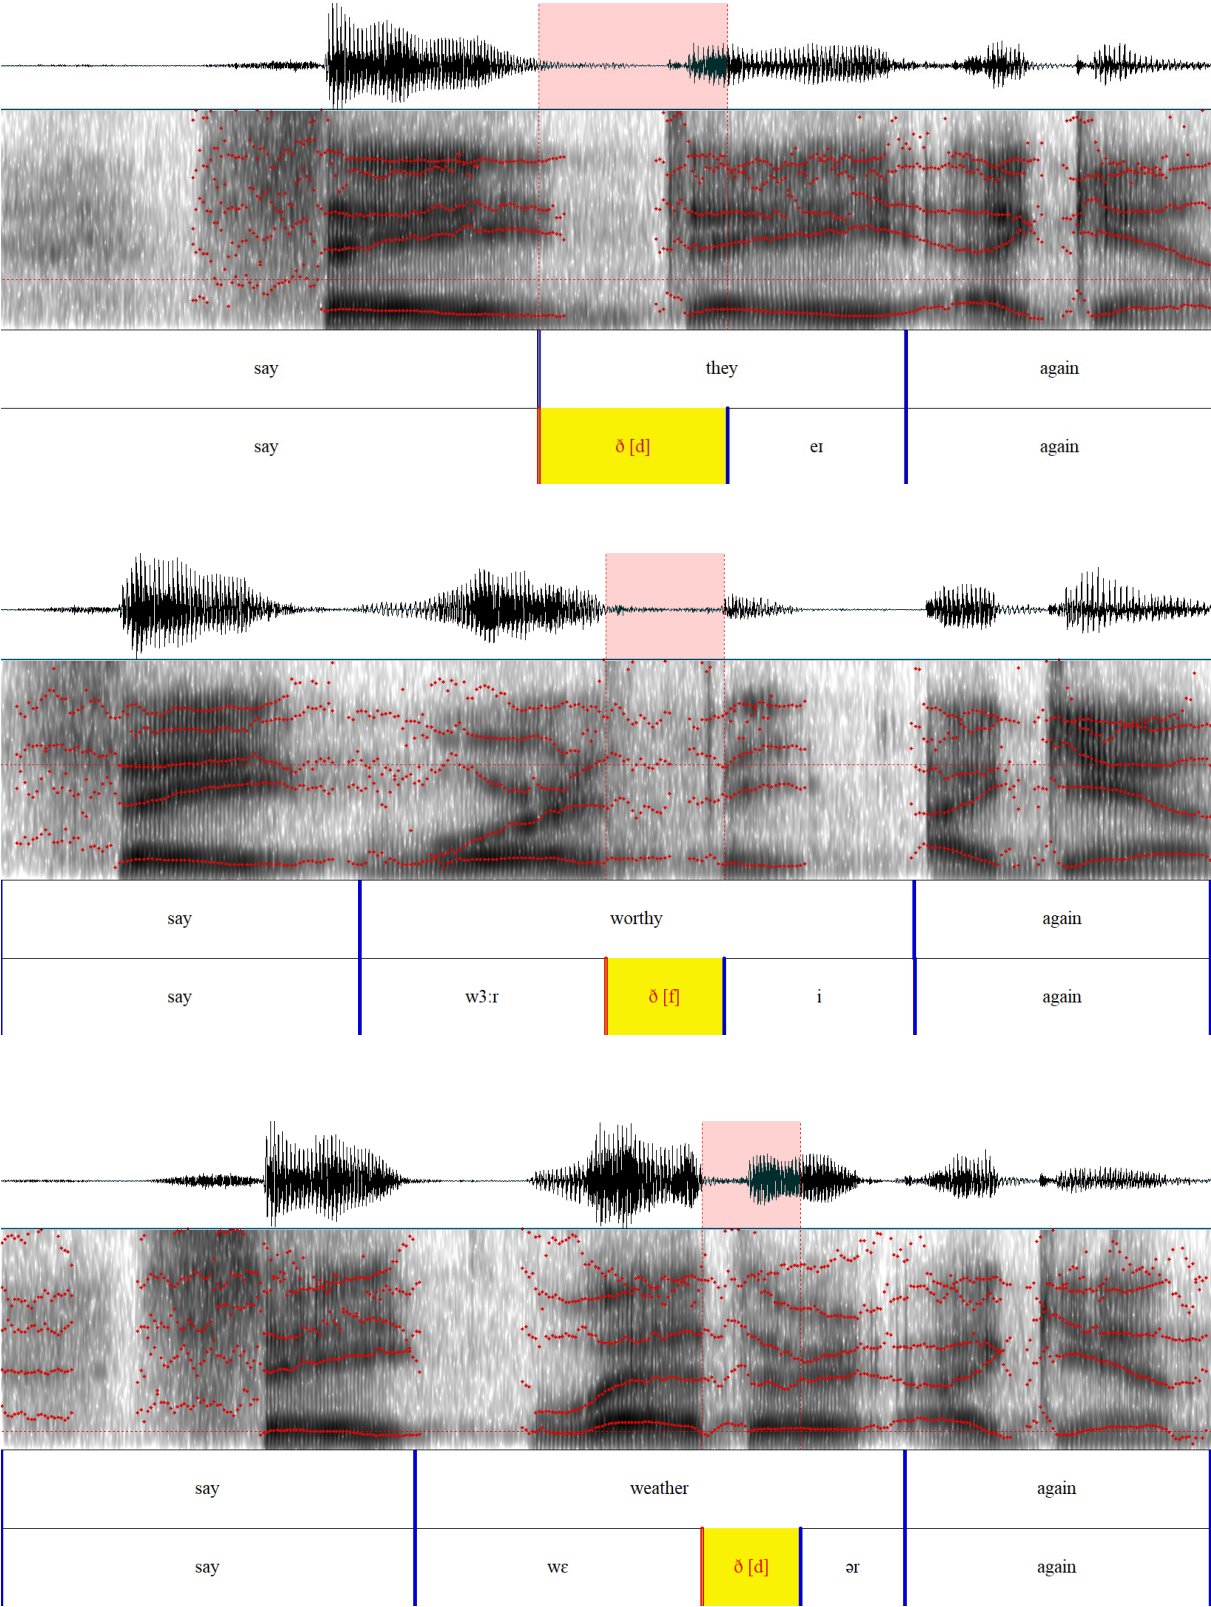 say they again
say ð [d] eɪ again
say worthy again
say w3:r ð [f] i again
say weather again
say wɛ ð [d] ər again